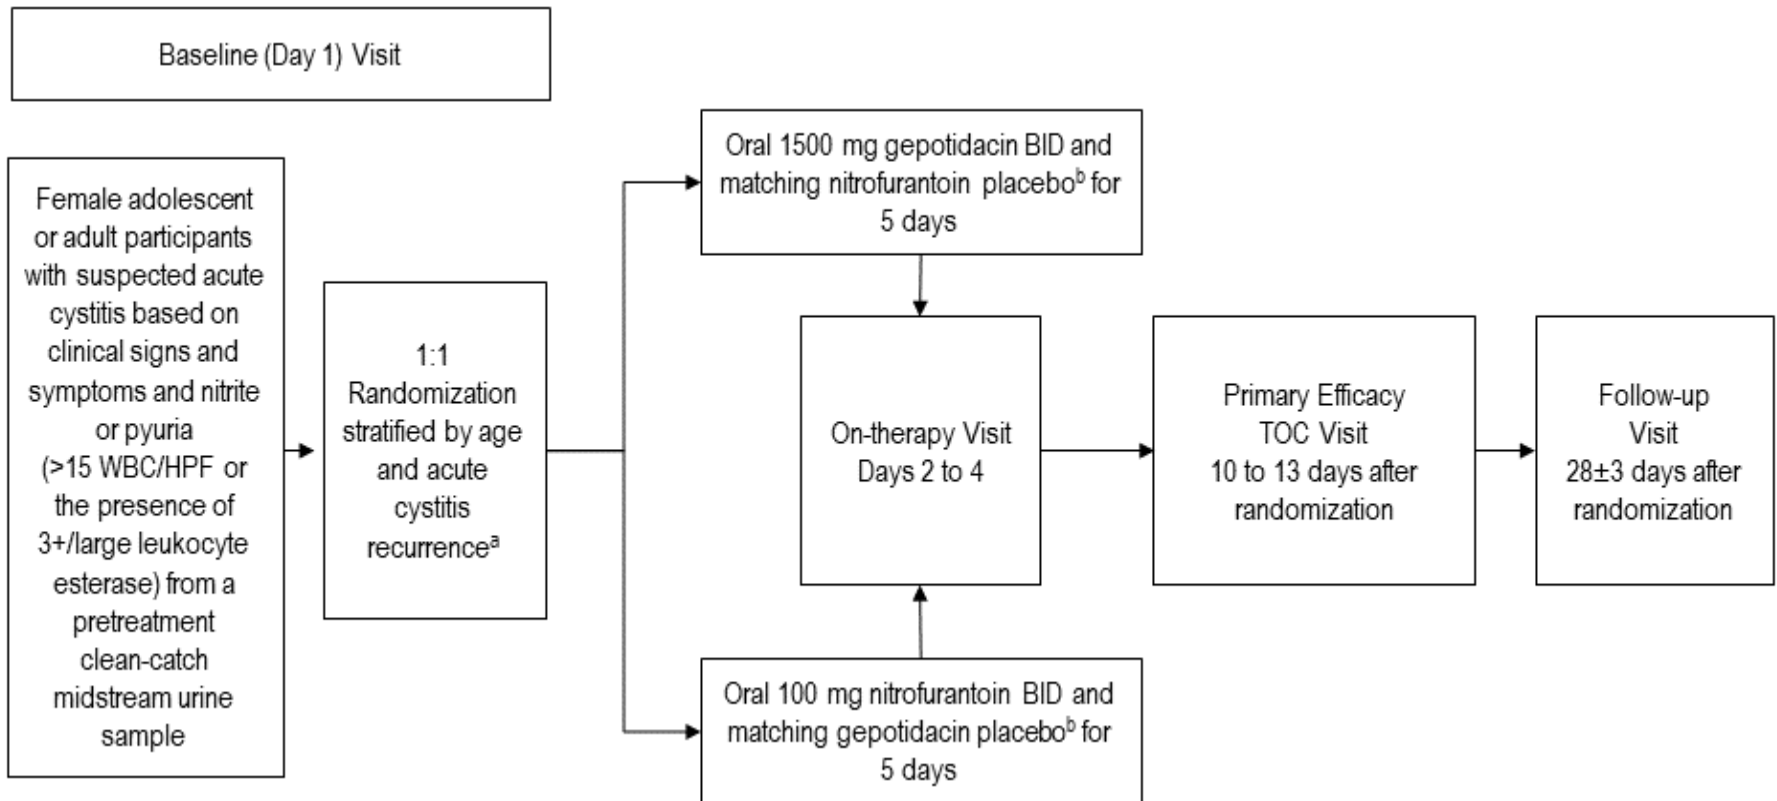 Baseline (Day 1) Visit
Female adolescent
or adult participants
with suspected acute
cystitis based on
clinical signs and
symptoms and nitrite
or pyuria
(>15 WBC/HPF or
the presence of
3+/large leukocyte
esterase) from a
pretreatment
clean-catch
midstream urine
sample
1:1
Randomization
stratified by age
and acute
cystitis
recurrenceᵃ
Oral 1500 mg gepotidacin BID and
matching nitrofurantoin placeboᵇ for
5 days
On-therapy Visit
Days 2 to 4
Oral 100 mg nitrofurantoin BID and
matching gepotidacin placeboᵇ for
5 days
Primary Efficacy
TOC Visit
10 to 13 days after
randomization
Follow-up
Visit
28±3 days after
randomization